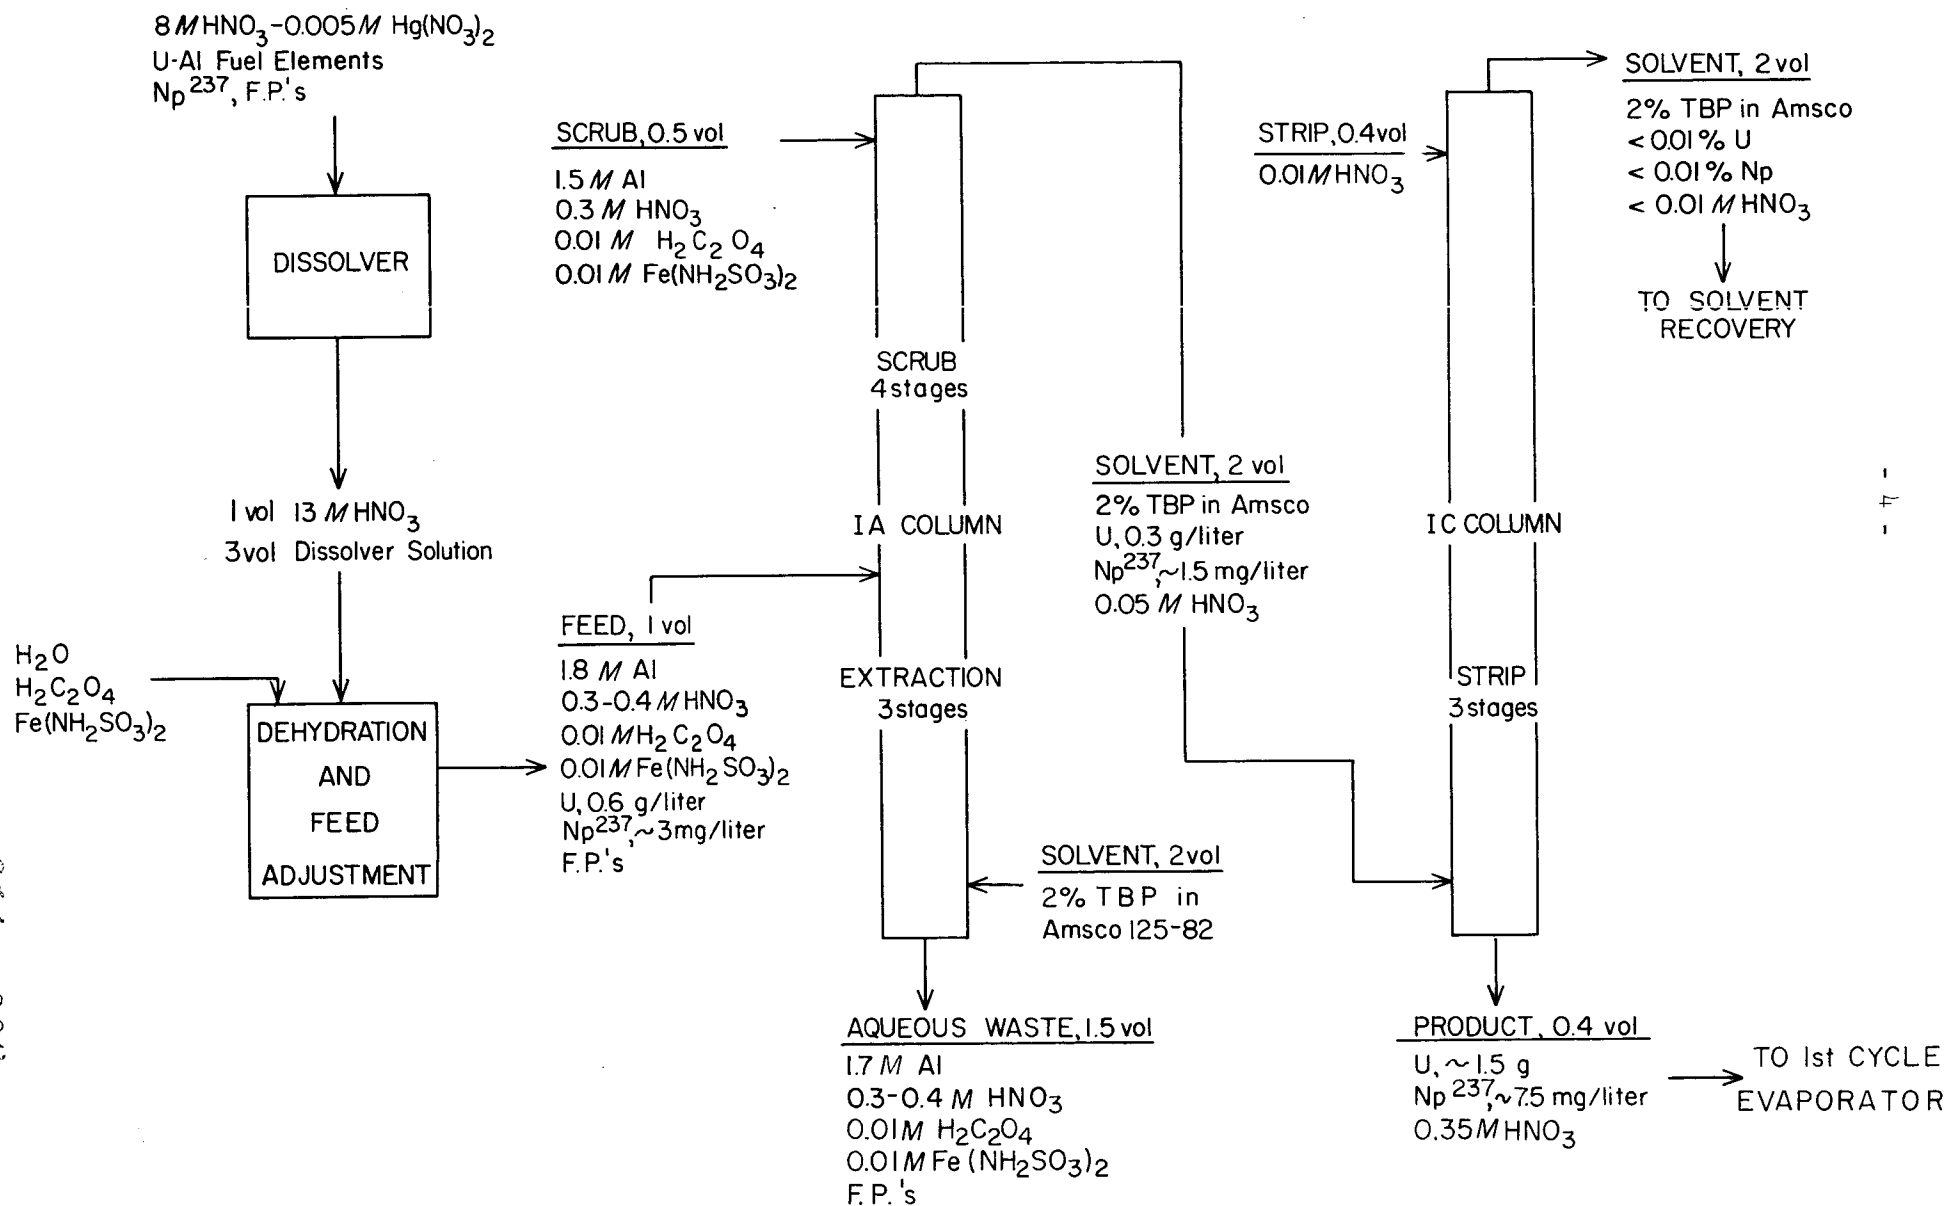 8 M HNO3-0.005 M Hg(NO3)2
U-Al Fuel Elements
Np237, F.P.'s
DISSOLVER
1 vol 13 M HNO3
3 vol Dissolver Solution
H2O
H2C2O4
Fe(NH2SO3)2
DEHYDRATION
AND
FEED
ADJUSTMENT
SCRUB, 0.5 vol
1.5 M Al
0.3 M HNO3
0.01 M H2C2O4
0.01 M Fe(NH2SO3)2
FEED, 1 vol
1.8 M Al
0.3-0.4 M HNO3
0.01 M H2C2O4
0.01 M Fe(NH2SO3)2
U, 0.6 g/liter
Np237, ~3mg/liter
F.P.'s
SCRUB
4 stages
IA COLUMN
EXTRACTION
3 stages
SOLVENT, 2 vol
2% TBP in
Amsco 125-82
AQUEOUS WASTE, 1.5 vol
1.7 M Al
0.3-0.4 M HNO3
0.01 M H2C2O4
0.01 M Fe(NH2SO3)2
F.P.'s
SOLVENT, 2 vol
2% TBP in Amsco
U, 0.3 g/liter
Np237, ~1.5 mg/liter
0.05 M HNO3
STRIP, 0.4 vol
0.01 M HNO3
IC COLUMN
STRIP
3 stages
SOLVENT, 2 vol
2% TBP in Amsco
< 0.01% U
< 0.01% Np
< 0.01 M HNO3
TO SOLVENT
RECOVERY
PRODUCT, 0.4 vol
U, ~1.5 g
Np237, ~7.5 mg/liter
0.35 M HNO3
TO 1st CYCLE
EVAPORATOR
- 4 -